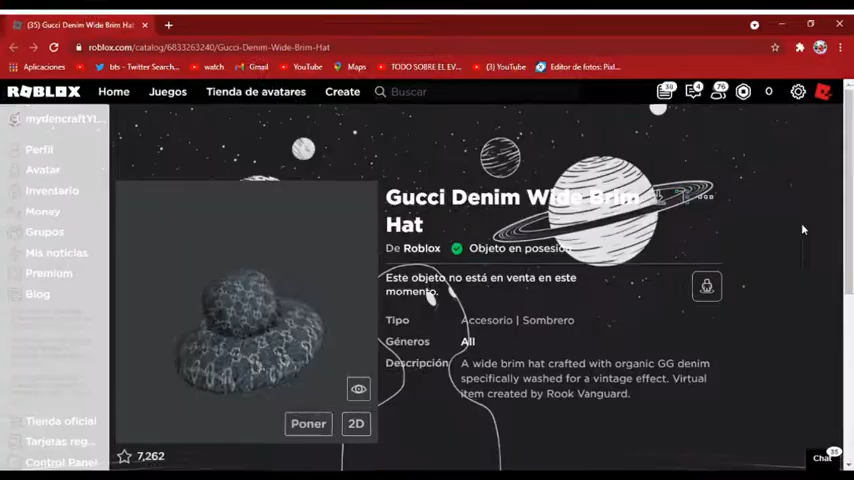 (35) Gucci Denim Wide Brim Hat
roblox.com/catalog/6833263240/Gucci-Denim-Wide-Brim-Hat
Aplicaciones
bts - Twitter Search...
watch
Gmail
YouTube
Maps
TODO SOBRE EL EV...
(3) YouTube
Editor de fotos: Pixl...
ROBLOX Home Juegos Tienda de avatares Create Buscar 34 4 76 0
mydencraftYt...
Perfil
Avatar
Inventario
Money
Grupos
Mis noticias
Premium
Blog
Tienda oficial
Tarjetas reg...
Control Panel
Poner 2D
7,262
Gucci Denim Wide Brim
Hat
De Roblox Objeto en posesión
Este objeto no está en venta en este
momento.
Tipo Accesorio | Sombrero
Géneros All
Descripción A wide brim hat crafted with organic GG denim
specifically washed for a vintage effect. Virtual
item created by Rook Vanguard.
Chat 35